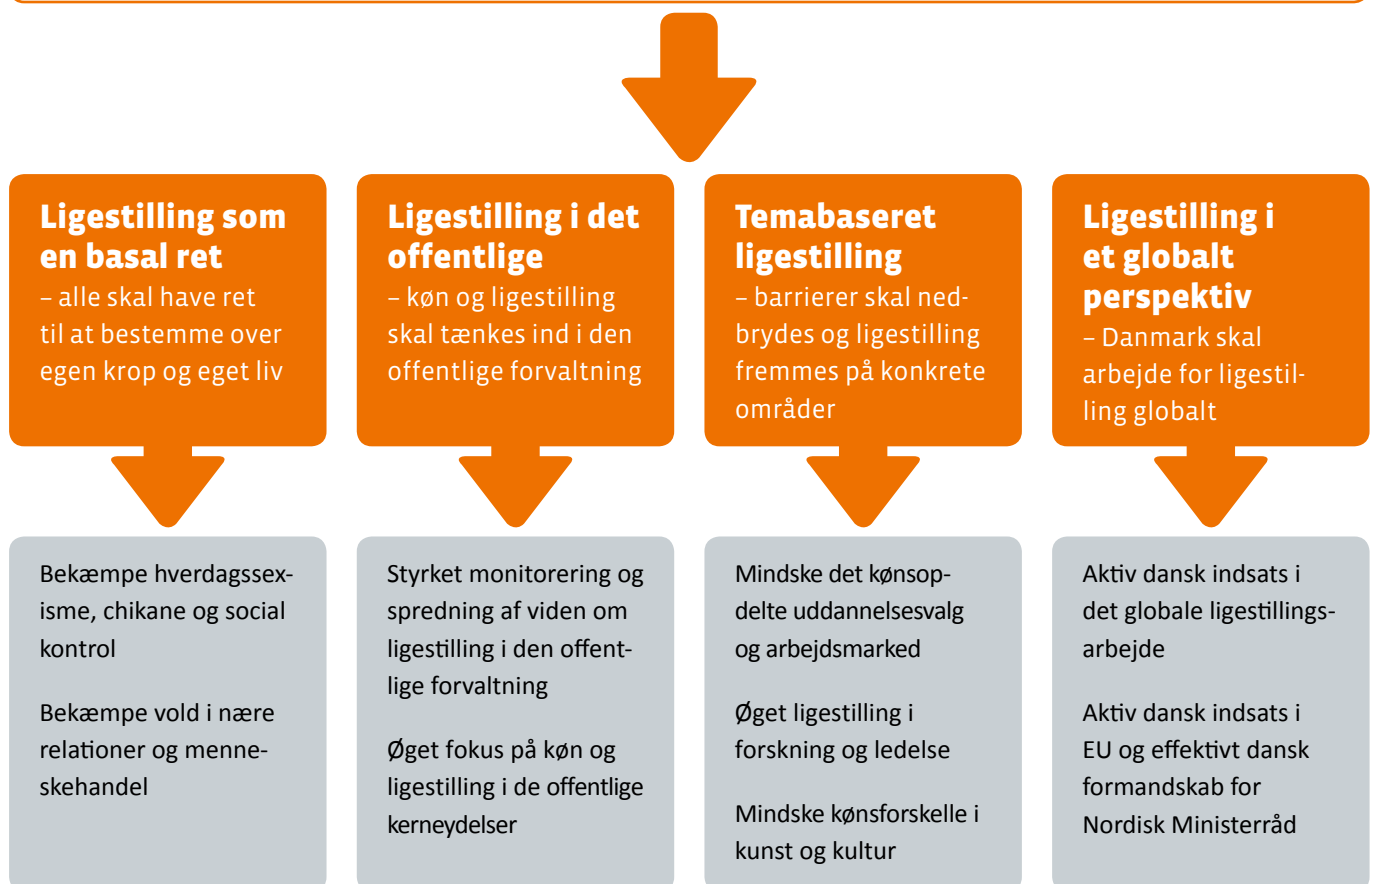 Ligestilling som
en basal ret
– alle skal have ret
til at bestemme over
egen krop og eget liv
Ligestilling i det
offentlige
– køn og ligestilling
skal tænkes ind i den
offentlige forvaltning
Temabaseret
ligestilling
– barrierer skal ned-
brydes og ligestilling
fremmes på konkrete
områder
Ligestilling i
et globalt
perspektiv
– Danmark skal
arbejde for ligestil-
ling globalt
Bekæmpe hverdagssex-
isme, chikane og social
kontrol
Bekæmpe vold i nære
relationer og menne-
skehandel
Styrket monitorering og
spredning af viden om
ligestilling i den offent-
lige forvaltning
Øget fokus på køn og
ligestilling i de offentlige
kerneydelser
Mindske det kønsop-
delte uddannelsesvalg
og arbejdsmarked
Øget ligestilling i
forskning og ledelse
Mindske kønsforskelle i
kunst og kultur
Aktiv dansk indsats i
det globale ligestillings-
arbejde
Aktiv dansk indsats i
EU og effektivt dansk
formandskab for
Nordisk Ministerråd